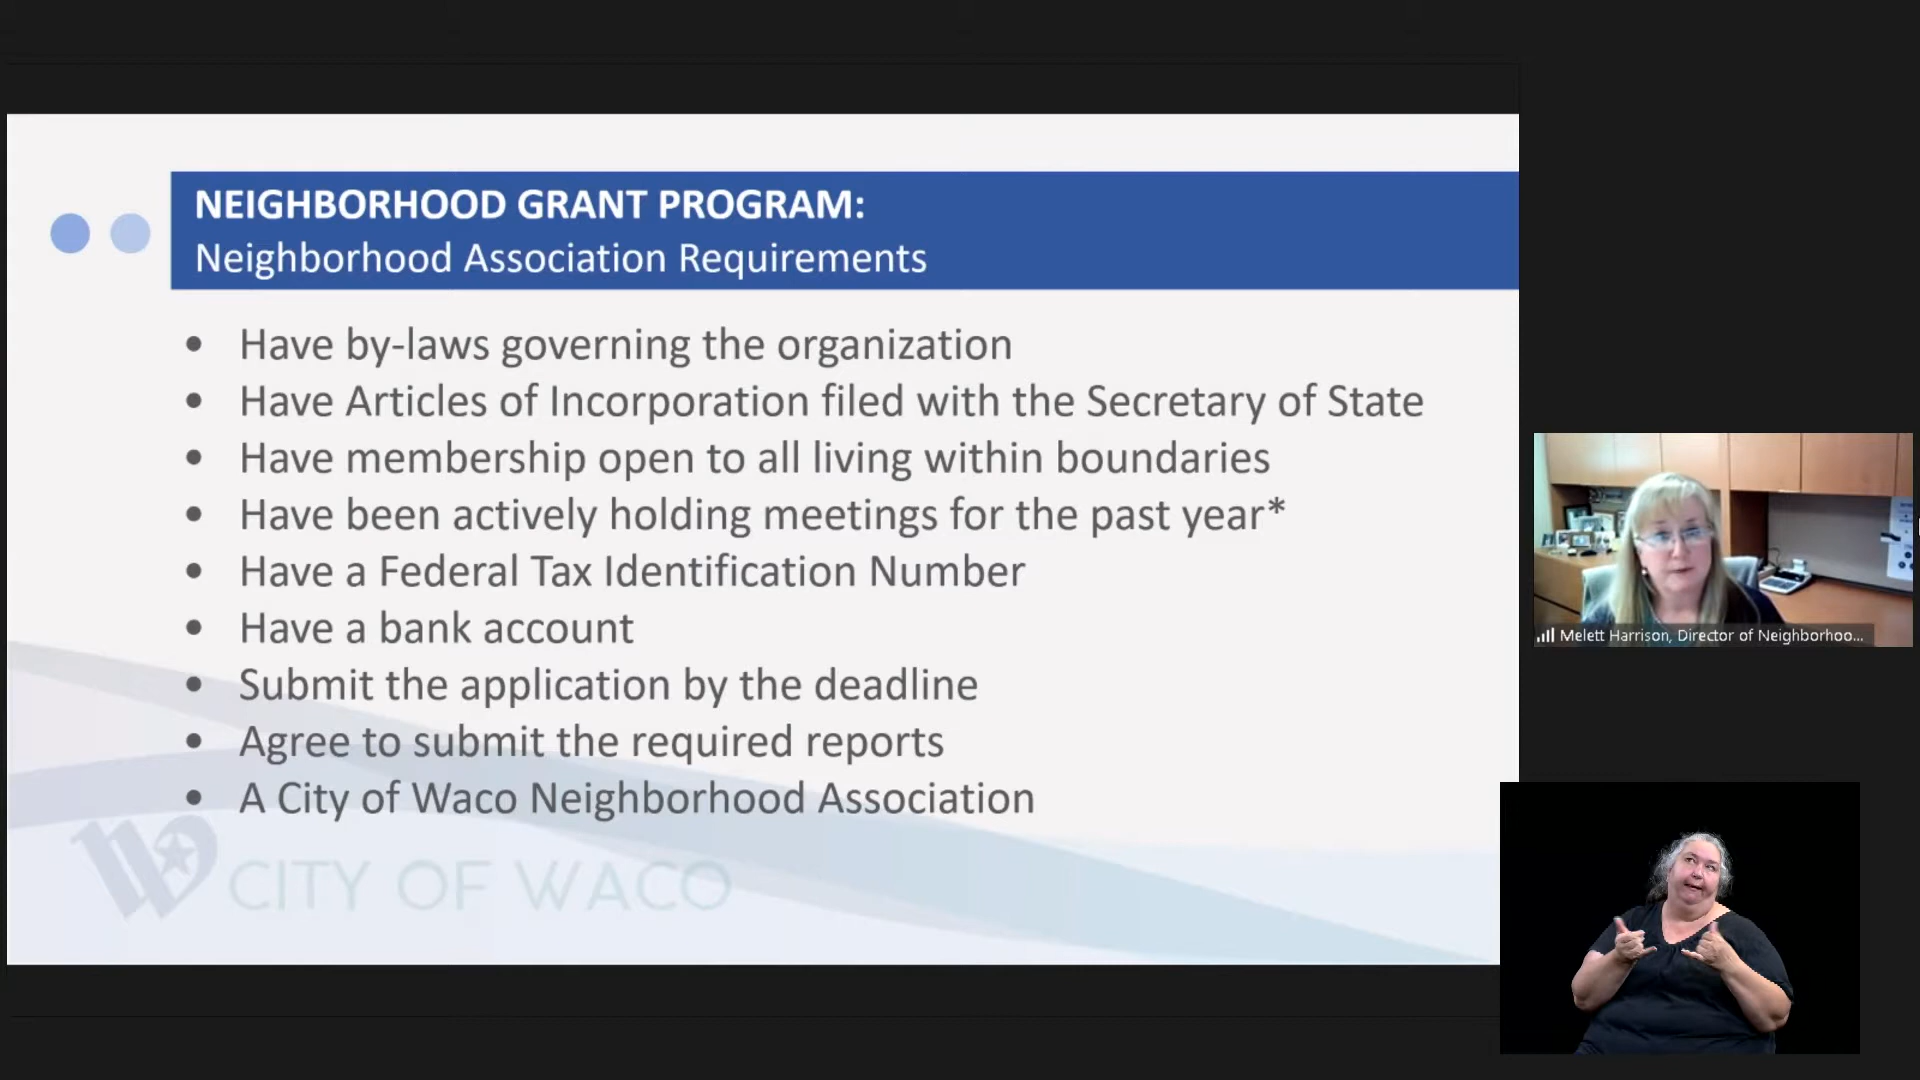 NEIGHBORHOOD GRANT PROGRAM:
Neighborhood Association Requirements
• Have by-laws governing the organization
• Have Articles of Incorporation filed with the Secretary of State
• Have membership open to all living within boundaries
• Have been actively holding meetings for the past year*
• Have a Federal Tax Identification Number
• Have a bank account
• Submit the application by the deadline
• Agree to submit the required reports
• A City of Waco Neighborhood Association
CITY OF WACO
Melett Harrison, Director of Neighborhoo...